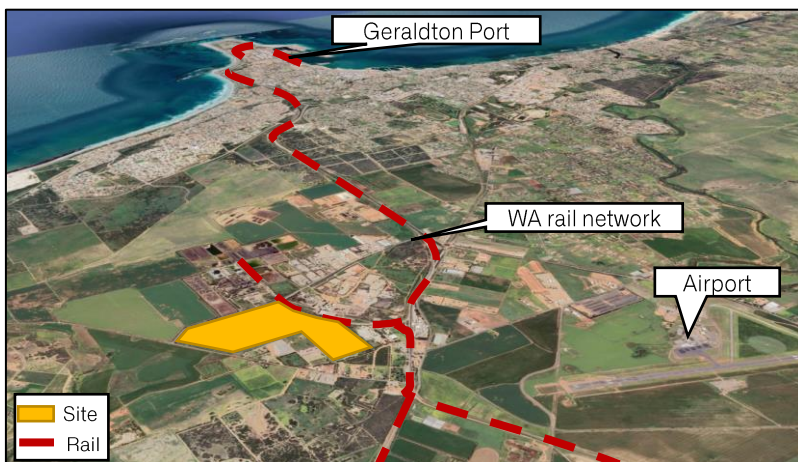 Geraldton Port
WA rail network
Airport
Site
Rail